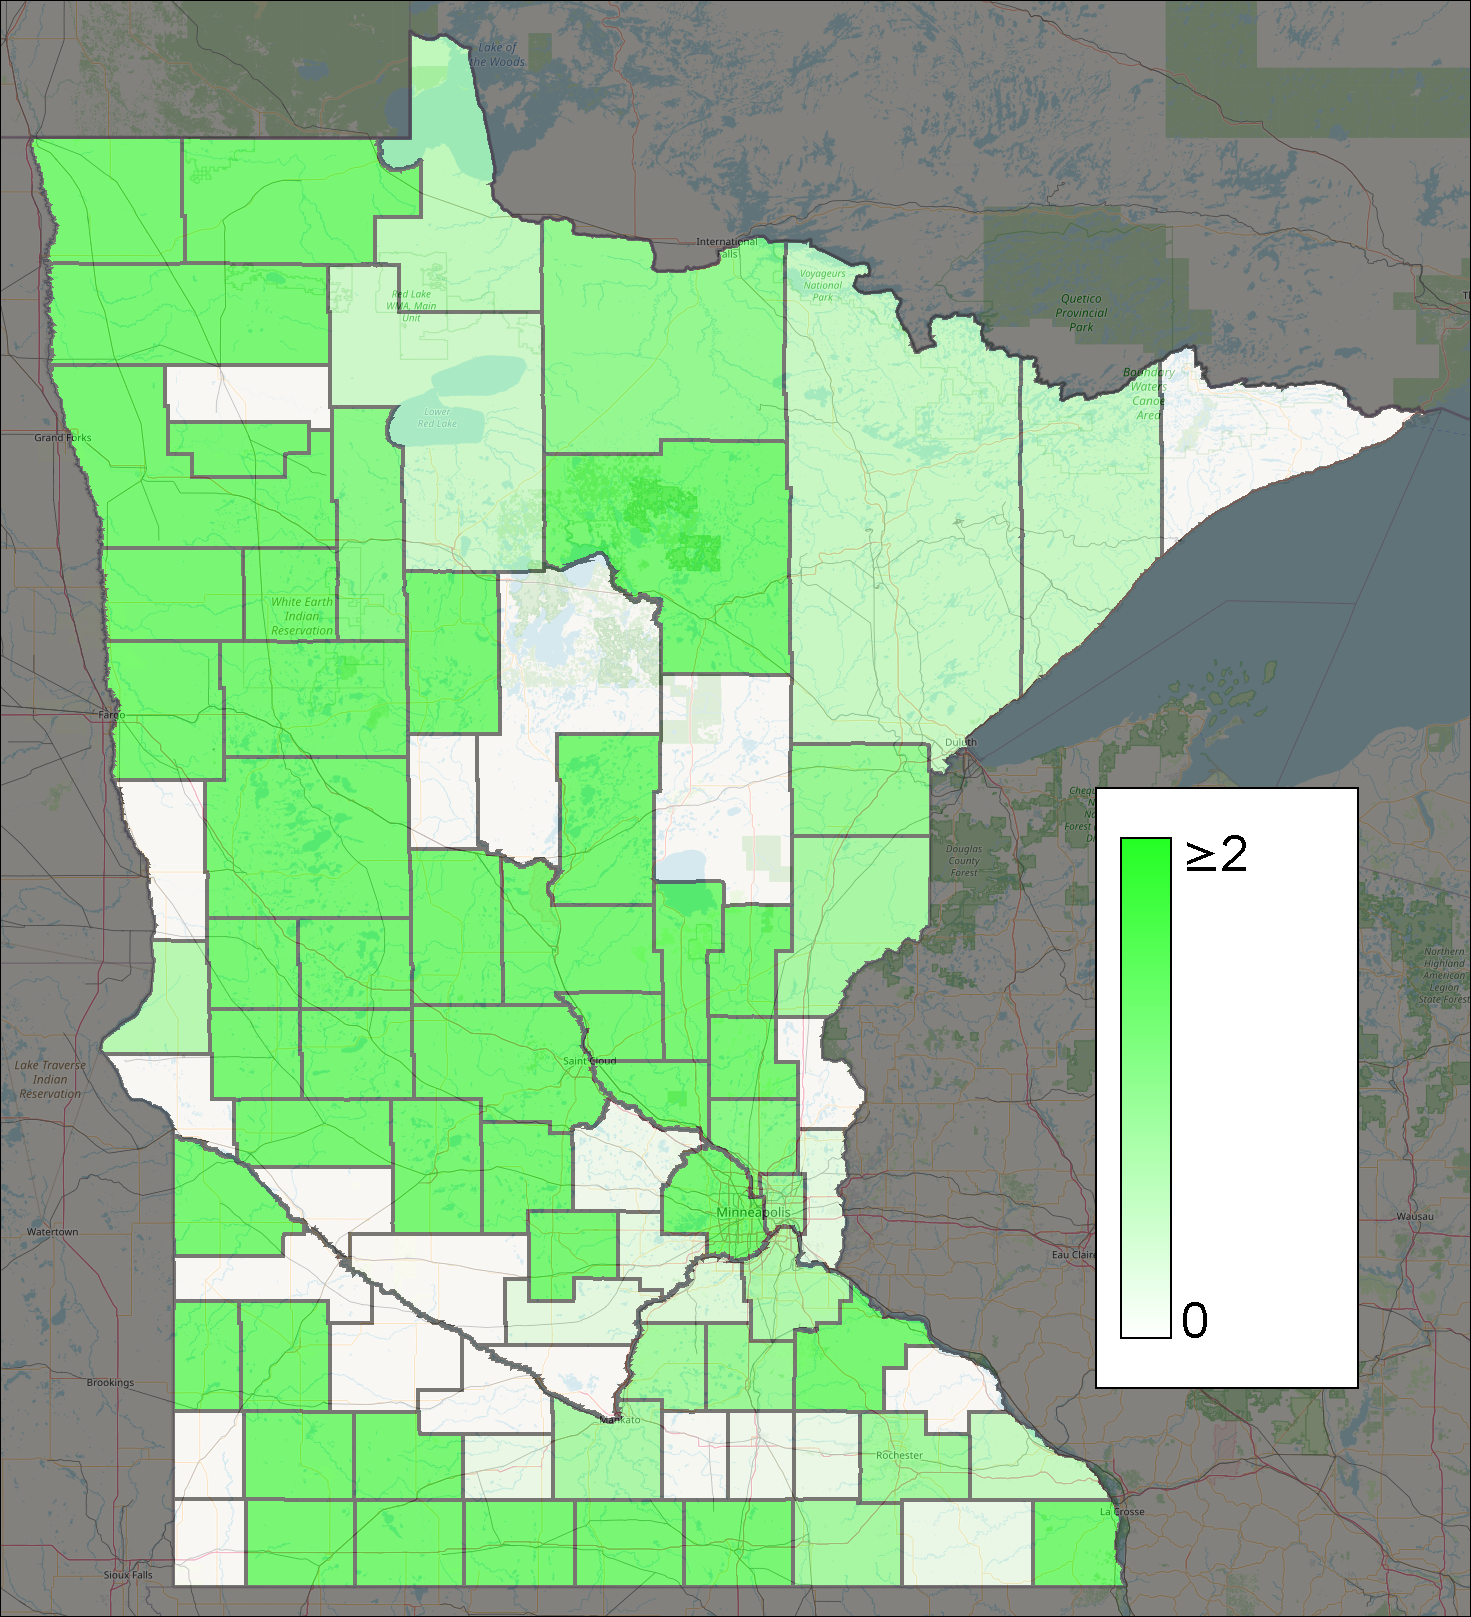 Lake of
the Woods
International
Falls
Voyageurs
National
Park
Quetico
Provincial
Park
Red Lake
WMA, Main
Unit
Boundary
Waters
Canoe
Area
Lower
Red Lake
Grand Forks
White Earth
Indian
Reservation
Fargo
Duluth
Douglas
County
Forest
≥2
0
Northern
Highland
American
Legion
State Forest
Saint Cloud
Lake Traverse
Indian
Reservation
Minneapolis
Watertown
Wausau
Eau Clair
Brookings
Mankato
Rochester
La Crosse
Sioux Falls